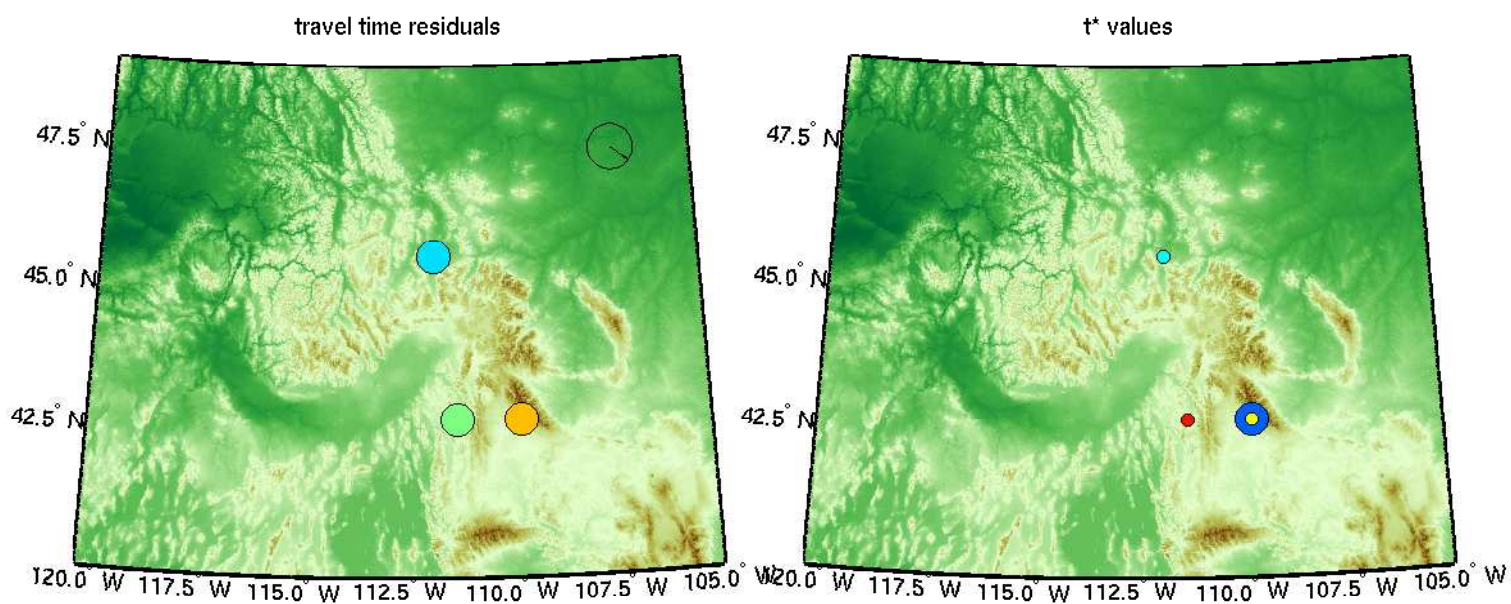 travel time residuals
t* values
47.5° N
47.5° N
45.0° N
45.0° N
42.5° N
42.5° N
120.0° W 117.5° W 115.0° W 112.5° W 110.0° W 107.5° W 105.0° W
120.0° W 117.5° W 115.0° W 112.5° W 110.0° W 107.5° W 105.0° W